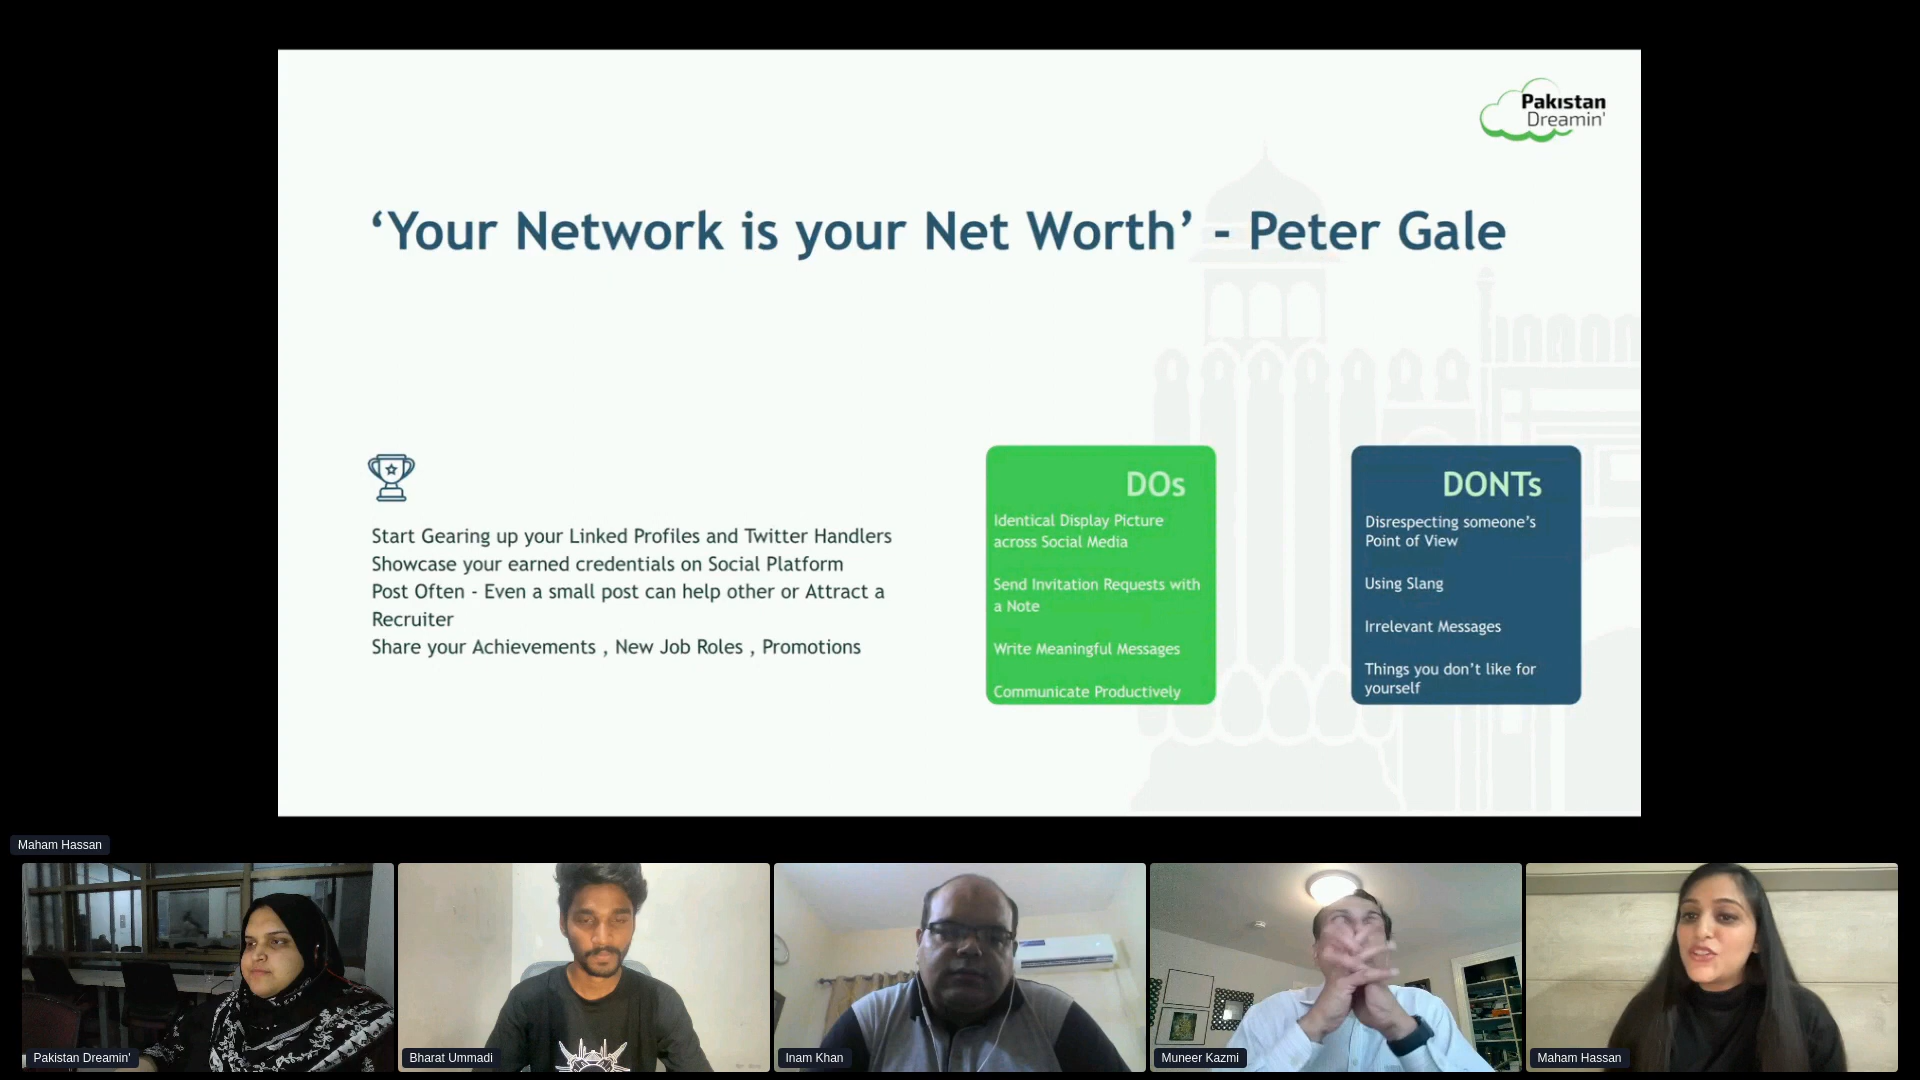 Pakistan
Dreamin'
‘Your Network is your Net Worth’ - Peter Gale
Start Gearing up your Linked Profiles and Twitter Handlers
Showcase your earned credentials on Social Platform
Post Often - Even a small post can help other or Attract a
Recruiter
Share your Achievements , New Job Roles , Promotions
DOs
Identical Display Picture
across Social Media
Send Invitation Requests with
a Note
Write Meaningful Messages
Communicate Productively
DONTs
Disrespecting someone’s
Point of View
Using Slang
Irrelevant Messages
Things you don’t like for
yourself
Maham Hassan
Pakistan Dreamin'
Bharat Ummadi
Inam Khan
Muneer Kazmi
Maham Hassan